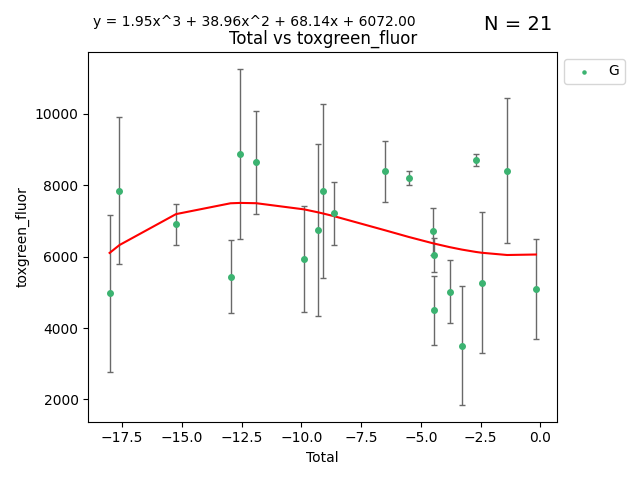 y = 1.95x^3 + 38.96x^2 + 68.14x + 6072.00
N = 21
Total vs toxgreen_fluor
G
10000
8000
6000
4000
2000
toxgreen_fluor
−17.5 −15.0 −12.5 −10.0 −7.5 −5.0 −2.5 0.0
Total